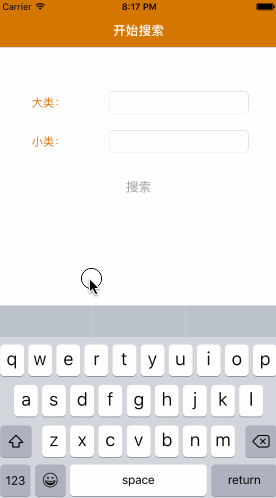 Carrier 8:17 PM
开始搜索
大类：
小类：
搜索
q w e r t y u i o p
a s d f g h j k l
z x c v b n m
123 space return